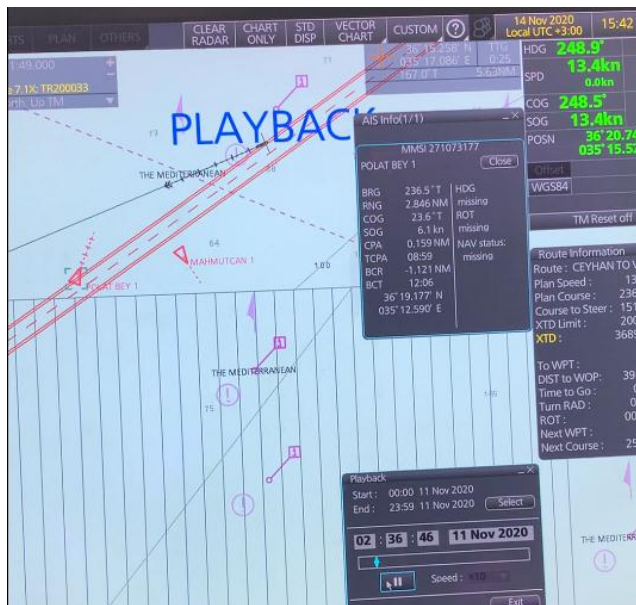 PLAN
OTHERS
CLEAR RADAR
CHART ONLY
STD DISP
VECTOR CHART
CUSTOM
?
14 Nov 2020
Local UTC +3:00
15:42
36° 15.258' N
035° 17.086' E
167.0°T
TTG
0:25
5.63NM
HDG 248.9°
SPD 13.4kn
0.0kn
COG 248.5°
SOG 13.4kn
POSN
Offset
WGS84
TM Reset off
PLAYBACK
THE MEDITERRANEAN
MAHMUTCAN 1
POLAT BEY 1
64
100
AIS Info(1/1)
MMSI 271073177
POLAT BEY 1
Close
BRG 236.5°T
RNG 2.846 NM
COG 23.6°T
SOG 6.1 kn
CPA 0.159 NM
TCPA 08:59
BCR -1.121 NM
BCT 12:06
36° 19.177' N
035° 12.590' E
HDG
missing
ROT
missing
NAV status:
missing
Route Information
Route : CEYHAN TO
Plan Speed :
Plan Course :
Course to Steer :
XTD Limit :
XTD :
To WPT :
DIST to WOP:
Time to Go :
Turn RAD :
ROT :
Next WPT :
Next Course :
THE MEDITERRANEAN
75
Playback
Start : 00:00 11 Nov 2020
End : 23:59 11 Nov 2020
Select
02 : 36 : 46 11 Nov 2020
Speed : ×10
Exit